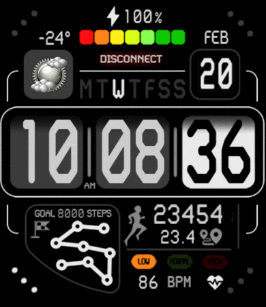 100%
-24° FEB
DISCONNECT
MTWTFSS 20
10 08 36
AM
GOAL 8000 STEPS 23454
23.4
LOW NORMAL
86 BPM